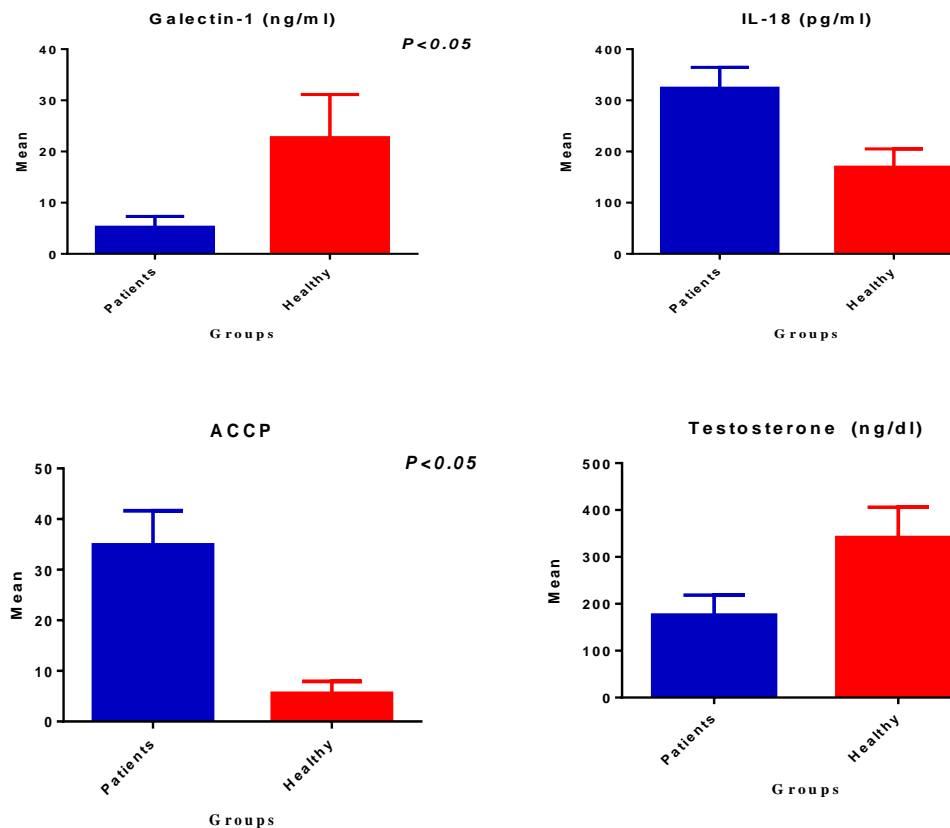 Galectin-1 (ng/ml)
P<0.05
40
30
20
10
0
Mean
Patients
Healthy
Groups
IL-18 (pg/ml)
400
300
200
100
0
Mean
Patients
Healthy
Groups
ACCP
P<0.05
50
40
30
20
10
0
Mean
Patients
Healthy
Groups
Testosterone (ng/dl)
500
400
300
200
100
0
Mean
Patients
Healthy
Groups